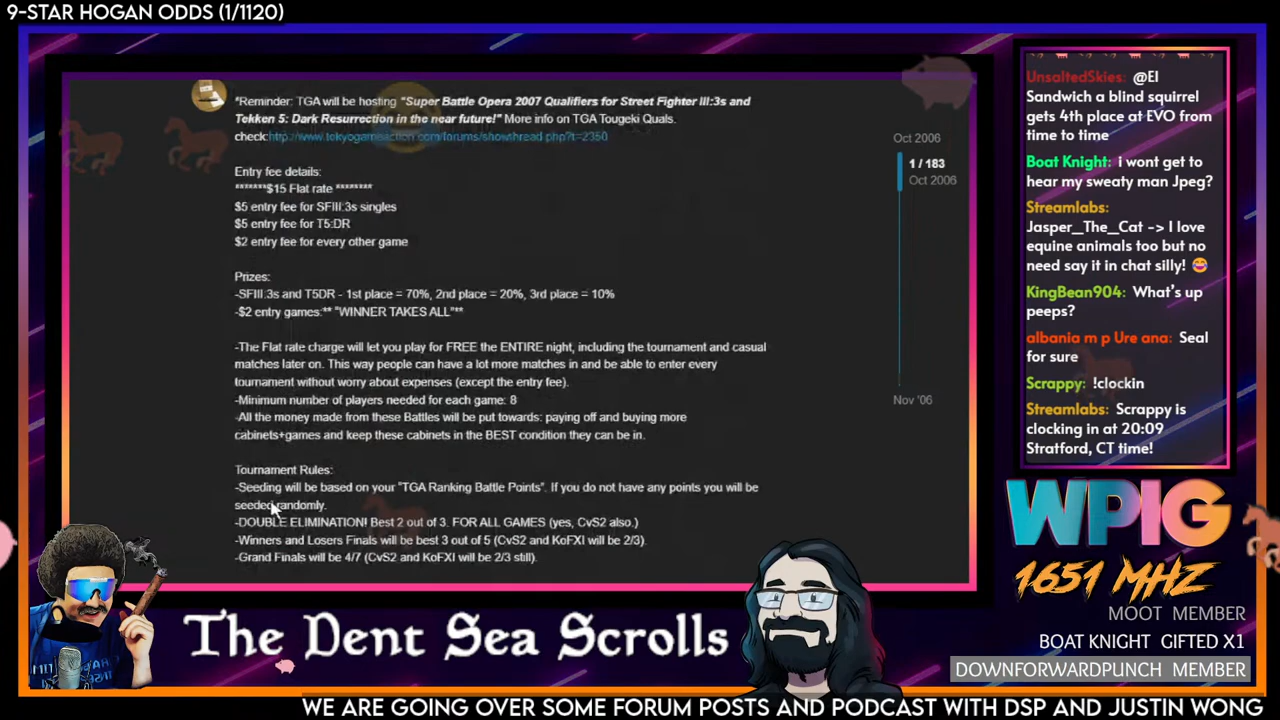 9-STAR HOGAN ODDS (1/1120)
*Reminder: TGA will be hosting "Super Battle Opera 2007 Qualifiers for Street Fighter III:3s and
Tekken 5: Dark Resurrection in the near future!" More info on TGA Tougeki Quals.
check:http://www.tokyogameaction.com/forums/showthread.php?t=2350
Entry fee details:
*******$15 Flat rate ********
$5 entry fee for SFIII:3s singles
$5 entry fee for T5:DR
$2 entry fee for every other game
Prizes:
-SFIII:3s and T5DR - 1st place = 70%, 2nd place = 20%, 3rd place = 10%
-$2 entry games:** "WINNER TAKES ALL"**
-The Flat rate charge will let you play for FREE the ENTIRE night, including the tournament and casual
matches later on. This way people can have a lot more matches in and be able to enter every
tournament without worry about expenses (except the entry fee).
-Minimum number of players needed for each game: 8
-All the money made from these Battles will be put towards: paying off and buying more
cabinets+games and keep these cabinets in the BEST condition they can be in.
Tournament Rules:
-Seeding will be based on your "TGA Ranking Battle Points". If you do not have any points you will be
seeded randomly.
-DOUBLE ELIMINATION! Best 2 out of 3. FOR ALL GAMES (yes, CvS2 also.)
-Winners and Losers Finals will be best 3 out of 5 (CvS2 and KoFXI will be 2/3).
-Grand Finals will be 4/7 (CvS2 and KoFXI will be 2/3 still).
Oct 2006
1 / 183
Oct 2006
Nov '06
UnsaltedSkies: @El
Sandwich a blind squirrel
gets 4th place at EVO from
time to time
Boat Knight: i wont get to
hear my sweaty man Jpeg?
Streamlabs:
Jasper_The_Cat -> I love
equine animals too but no
need say it in chat silly! 😂
KingBean904: What's up
peeps?
albania m p Ure ana: Seal
for sure
Scrappy: !clockin
Streamlabs: Scrappy is
clocking in at 20:09
Stratford, CT time!
WPIG
1651 MHZ
MOOT MEMBER
BOAT KNIGHT GIFTED X1
DOWNFORWARDPUNCH MEMBER
The Dent Sea Scrolls
WE ARE GOING OVER SOME FORUM POSTS AND PODCAST WITH DSP AND JUSTIN WONG